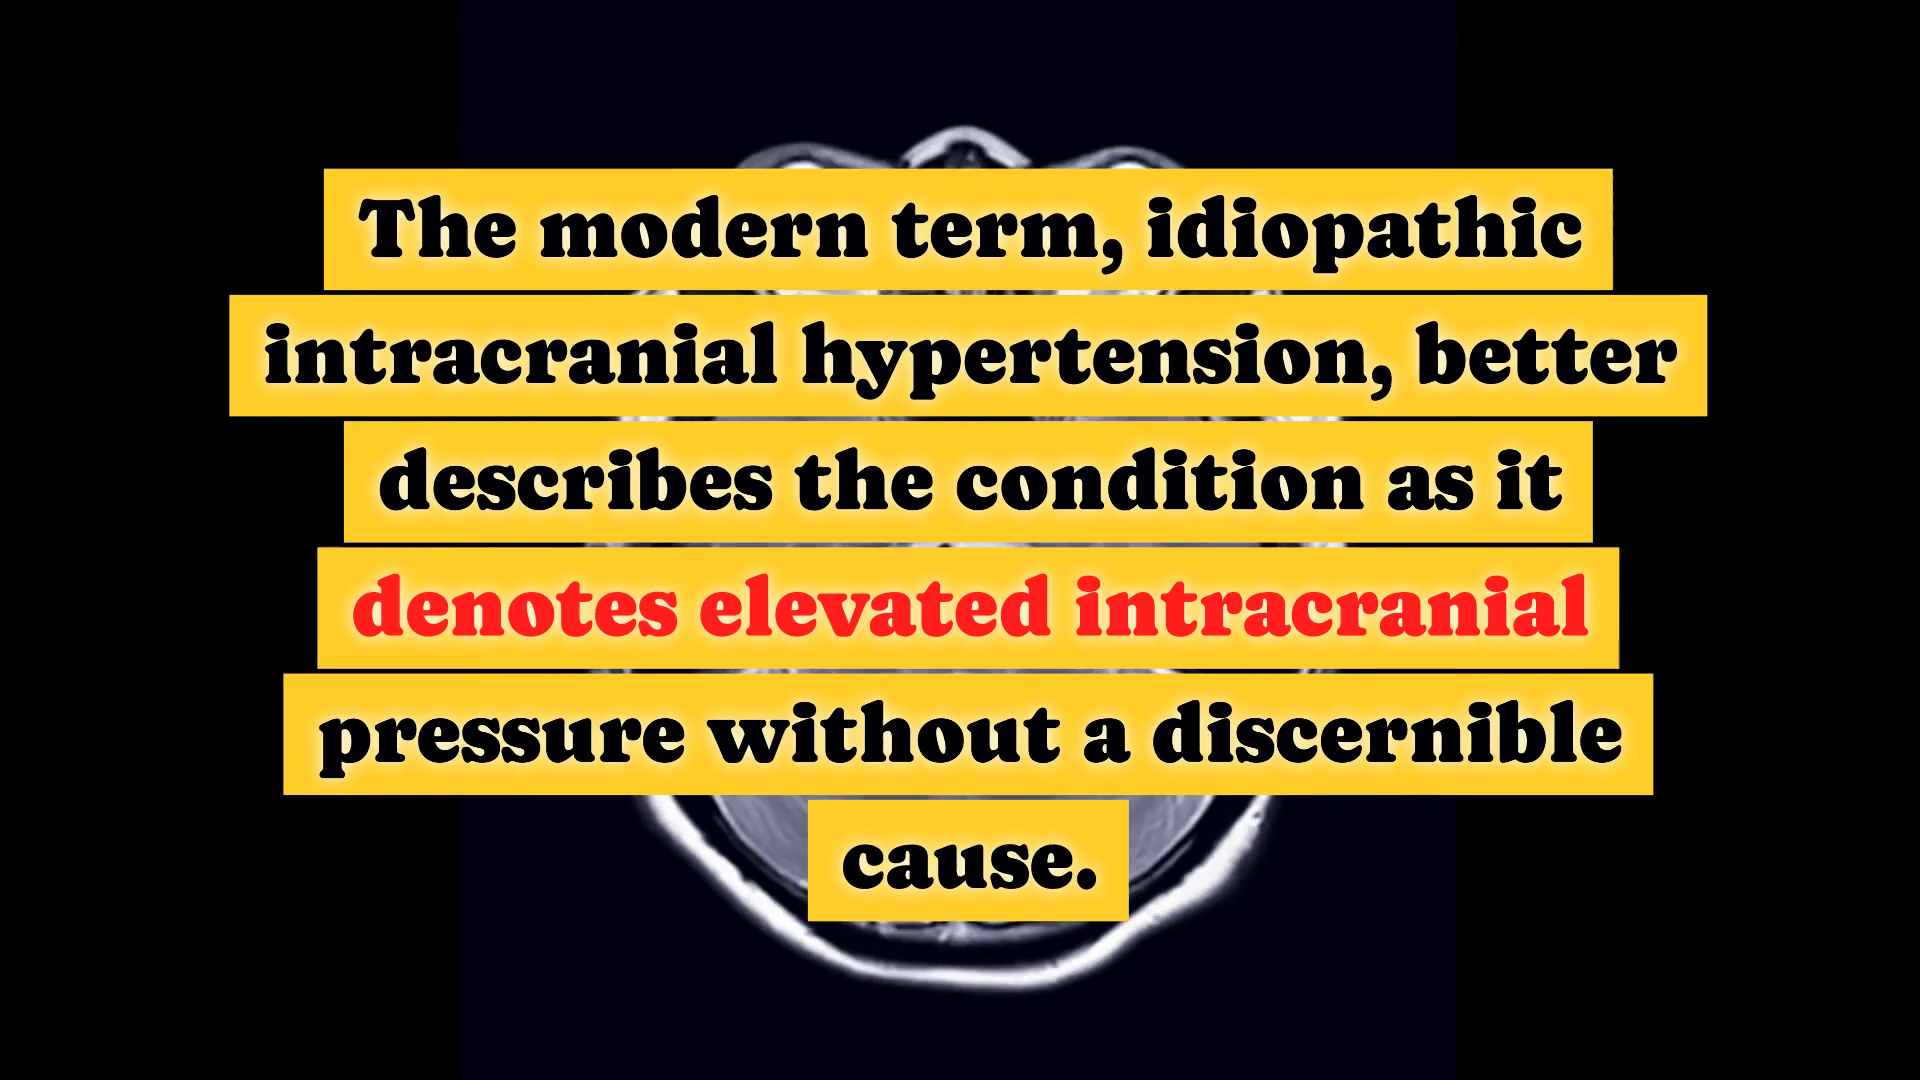 The modern term, idiopathic
intracranial hypertension, better
describes the condition as it
denotes elevated intracranial
pressure without a discernible
cause.